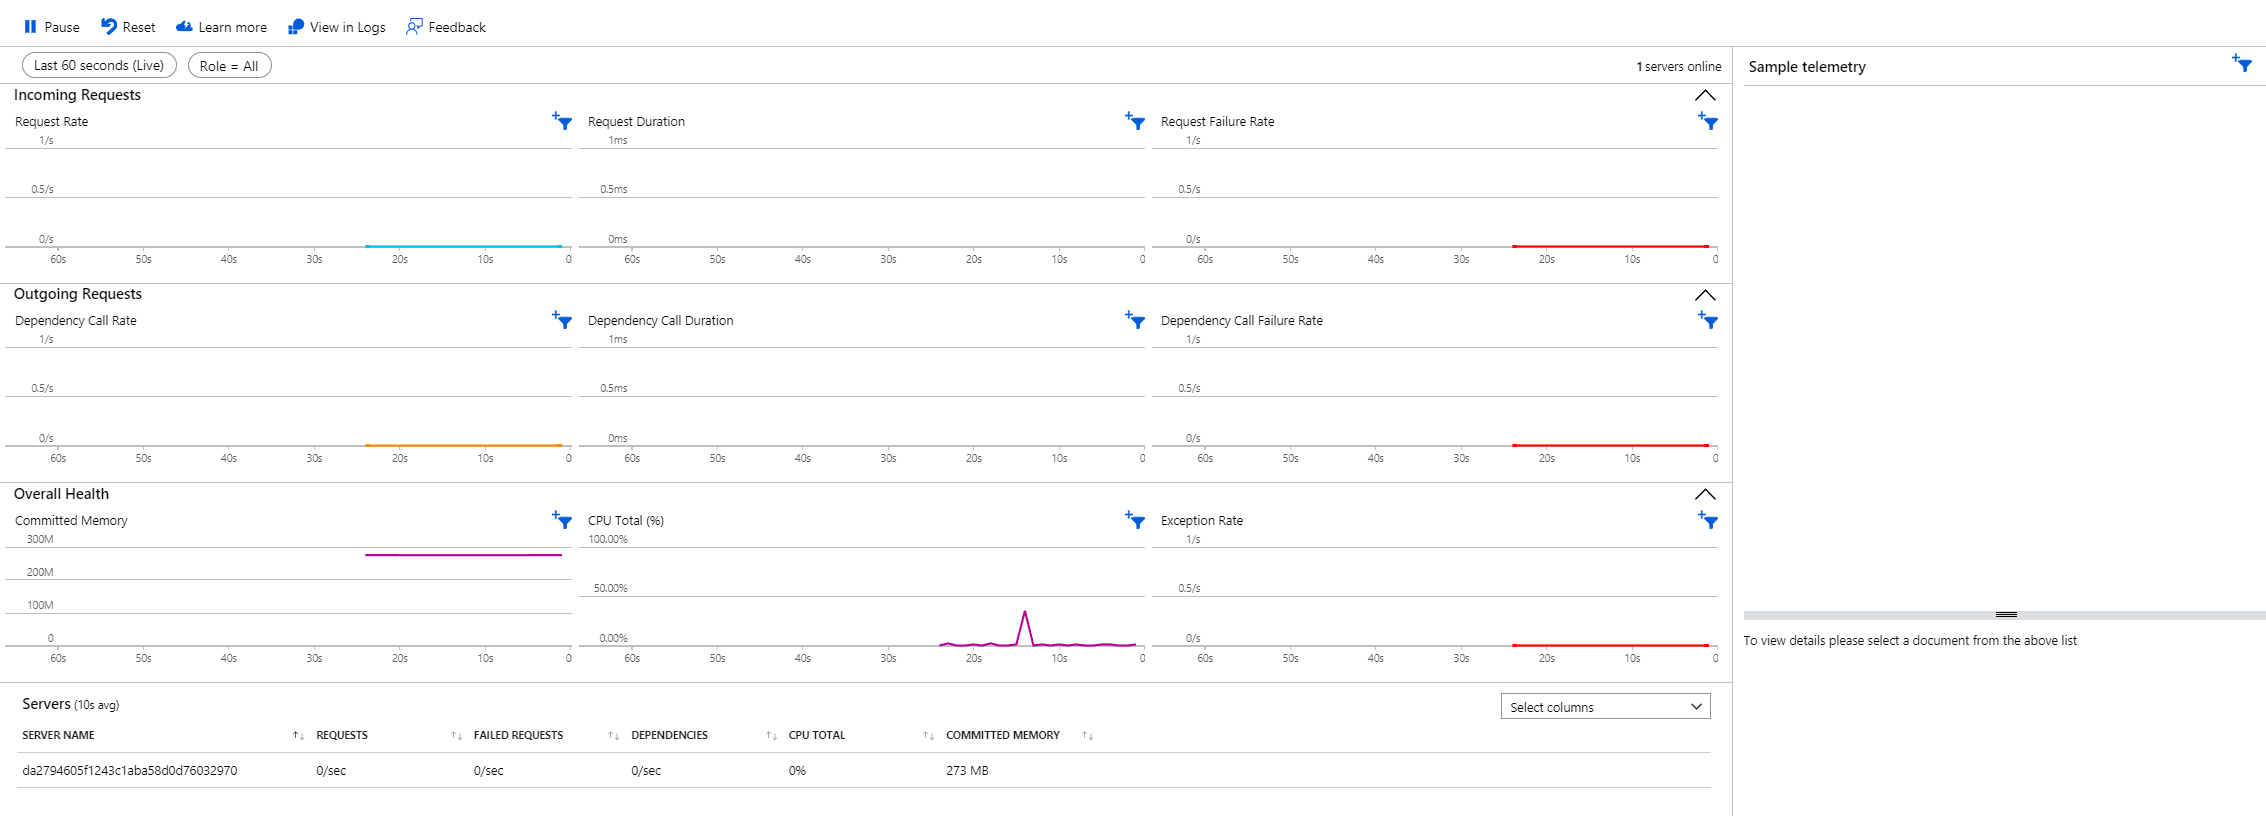 Pause Reset Learn more View in Logs Feedback
Last 60 seconds (Live) Role = All 1 servers online
Sample telemetry
Incoming Requests
Request Rate Request Duration Request Failure Rate
1/s 1ms 1/s
0.5/s 0.5ms 0.5/s
0/s 0ms 0/s
60s 50s 40s 30s 20s 10s 0 60s 50s 40s 30s 20s 10s 0 60s 50s 40s 30s 20s 10s 0
Outgoing Requests
Dependency Call Rate Dependency Call Duration Dependency Call Failure Rate
1/s 1ms 1/s
0.5/s 0.5ms 0.5/s
0/s 0ms 0/s
60s 50s 40s 30s 20s 10s 0 60s 50s 40s 30s 20s 10s 0 60s 50s 40s 30s 20s 10s 0
Overall Health
Committed Memory CPU Total (%) Exception Rate
300M 100.00% 1/s
200M 50.00% 0.5/s
100M
0 0.00% 0/s
60s 50s 40s 30s 20s 10s 0 60s 50s 40s 30s 20s 10s 0 60s 50s 40s 30s 20s 10s 0
To view details please select a document from the above list
Servers (10s avg) Select columns
SERVER NAME REQUESTS FAILED REQUESTS DEPENDENCIES CPU TOTAL COMMITTED MEMORY
da2794605f1243c1aba58d0d76032970 0/sec 0/sec 0/sec 0% 273 MB